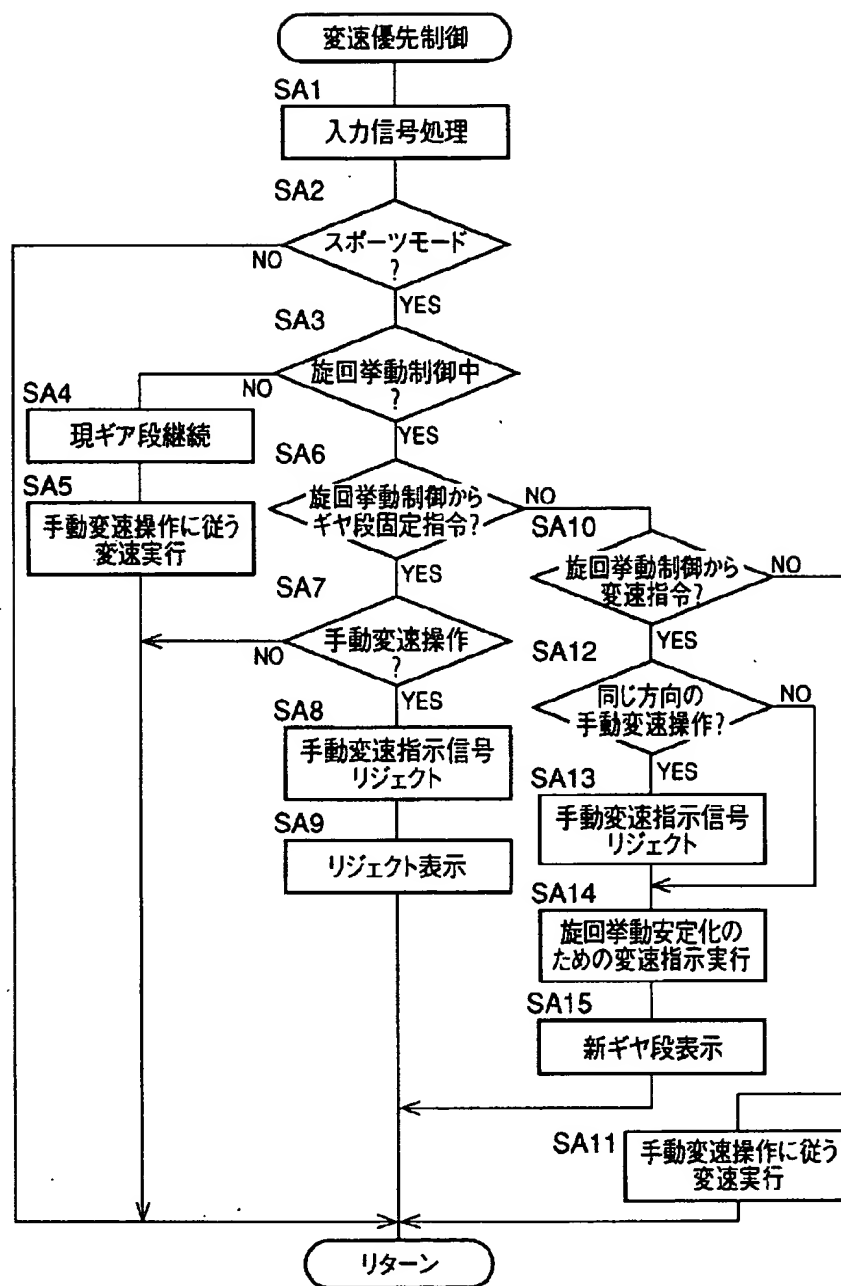 変速優先制御
SA1
入力信号処理
SA2
スポーツモード
?
NO
YES
SA3
旋回挙動制御中
?
NO
YES
SA4
現ギア段継続
SA5
手動変速操作に従う
変速実行
SA6
旋回挙動制御から
ギヤ段固定指令?
NO
YES
SA7
手動変速操作
?
NO
YES
SA8
手動変速指示信号
リジェクト
SA9
リジェクト表示
SA10
旋回挙動制御から
変速指令?
NO
YES
SA12
同じ方向の
手動変速操作?
NO
YES
SA13
手動変速指示信号
リジェクト
SA14
旋回挙動安定化の
ための変速指示実行
SA15
新ギヤ段表示
SA11
手動変速操作に従う
変速実行
リターン